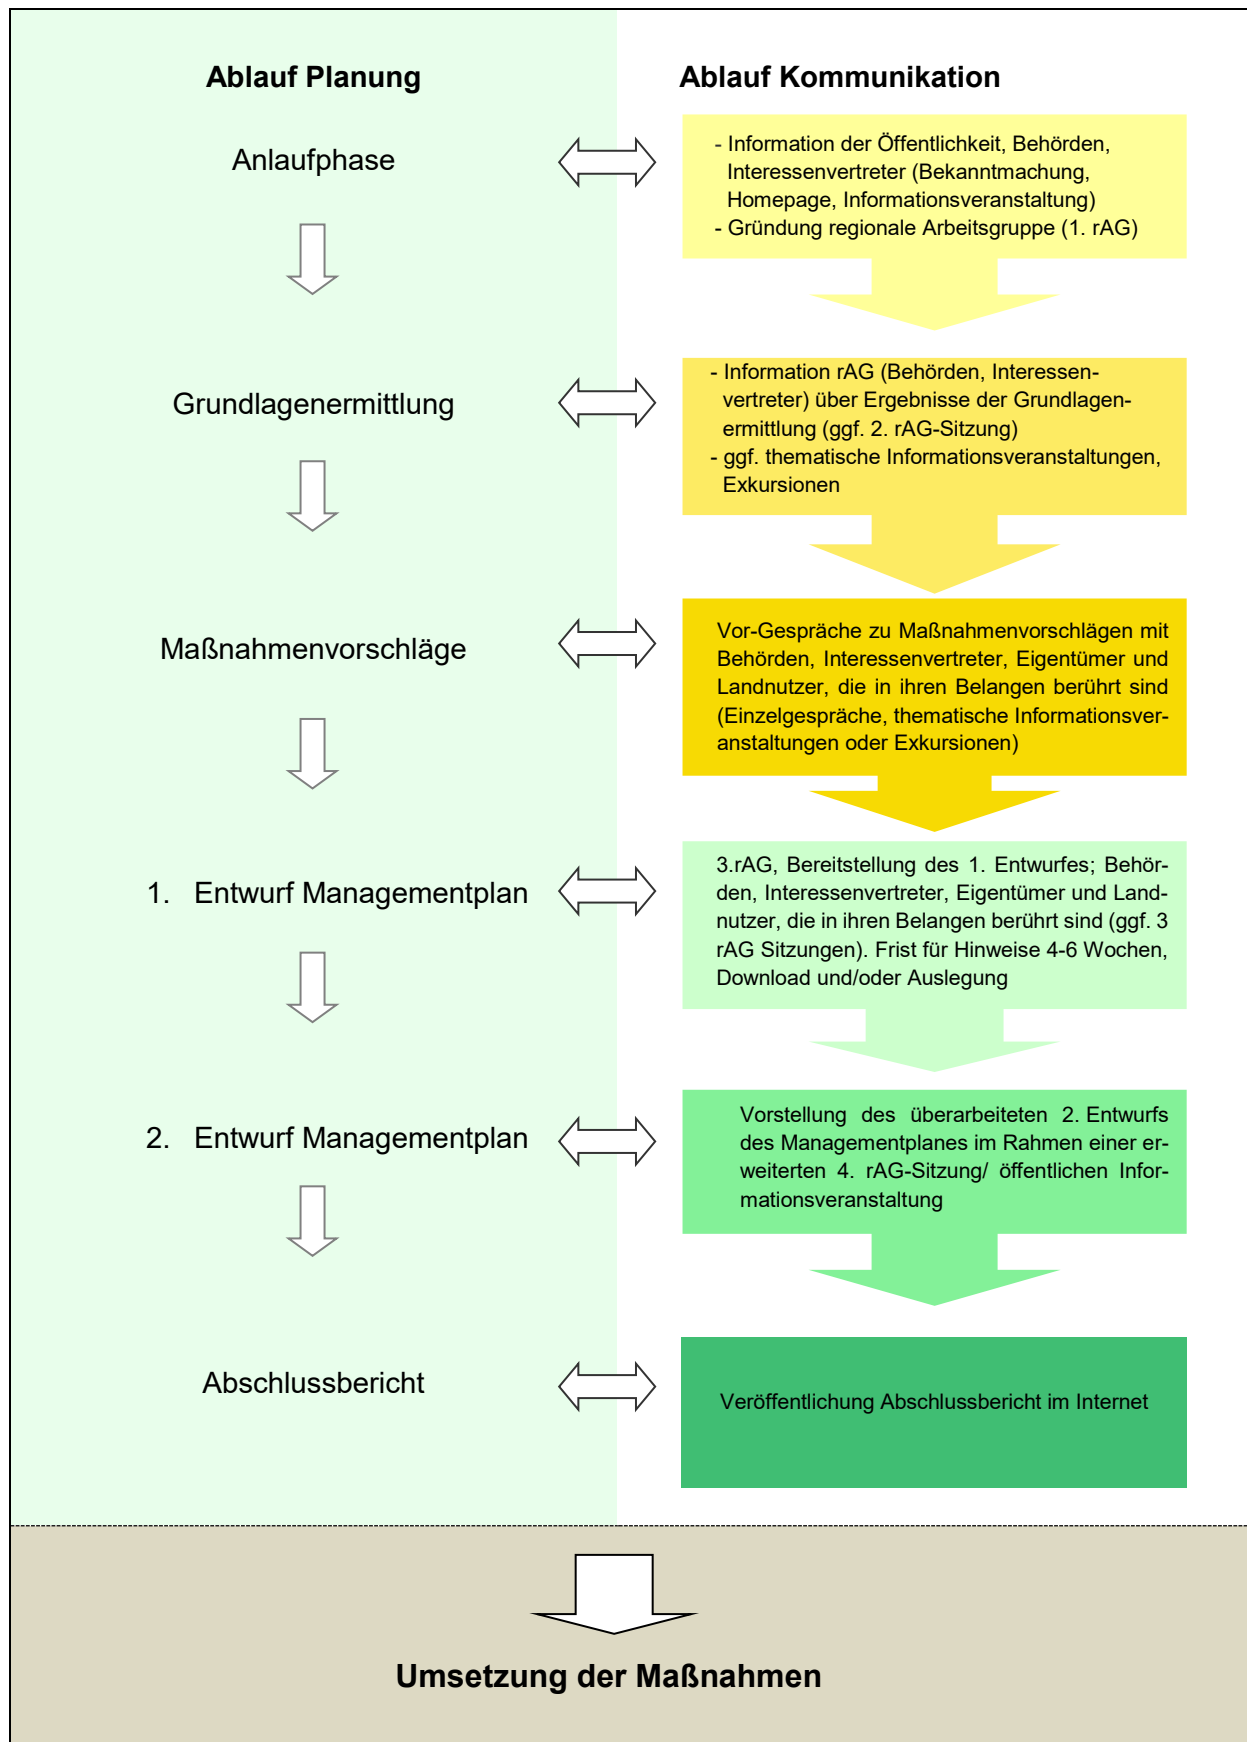 Ablauf Planung
Ablauf Kommunikation
Anlaufphase
- Information der Öffentlichkeit, Behörden,
Interessenvertreter (Bekanntmachung,
Homepage, Informationsveranstaltung)
- Gründung regionale Arbeitsgruppe (1. rAG)
Grundlagenermittlung
- Information rAG (Behörden, Interessen-
vertreter) über Ergebnisse der Grundlagen-
ermittlung (ggf. 2. rAG-Sitzung)
- ggf. thematische Informationsveranstaltungen,
Exkursionen
Maßnahmenvorschläge
Vor-Gespräche zu Maßnahmenvorschlägen mit
Behörden, Interessenvertreter, Eigentümer und
Landnutzer, die in ihren Belangen berührt sind
(Einzelgespräche, thematische Informationsver-
anstaltungen oder Exkursionen)
1. Entwurf Managementplan
3.rAG, Bereitstellung des 1. Entwurfes; Behör-
den, Interessenvertreter, Eigentümer und Land-
nutzer, die in ihren Belangen berührt sind (ggf. 3
rAG Sitzungen). Frist für Hinweise 4-6 Wochen,
Download und/oder Auslegung
2. Entwurf Managementplan
Vorstellung des überarbeiteten 2. Entwurfs
des Managementplanes im Rahmen einer er-
weiterten 4. rAG-Sitzung/ öffentlichen Infor-
mationsveranstaltung
Abschlussbericht
Veröffentlichung Abschlussbericht im Internet
Umsetzung der Maßnahmen